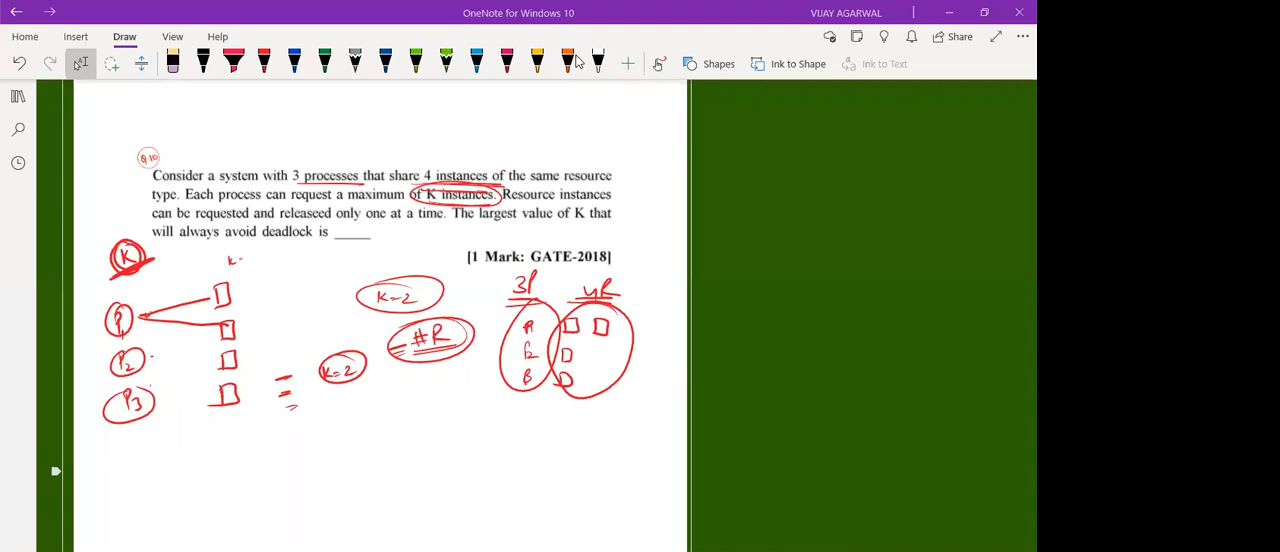 OneNote for Windows 10
VIJAY AGARWAL
Home Insert Draw View Help
Share
Shapes Ink to Shape Ink to Text
Q.10
Consider a system with 3 processes that share 4 instances of the same resource
type. Each process can request a maximum of K instances. Resource instances
can be requested and releaseed only one at a time. The largest value of K that
will always avoid deadlock is _____
[1 Mark: GATE-2018]
K
K-
K=2
3P 4R
P1
#R
P2
K=2
P3